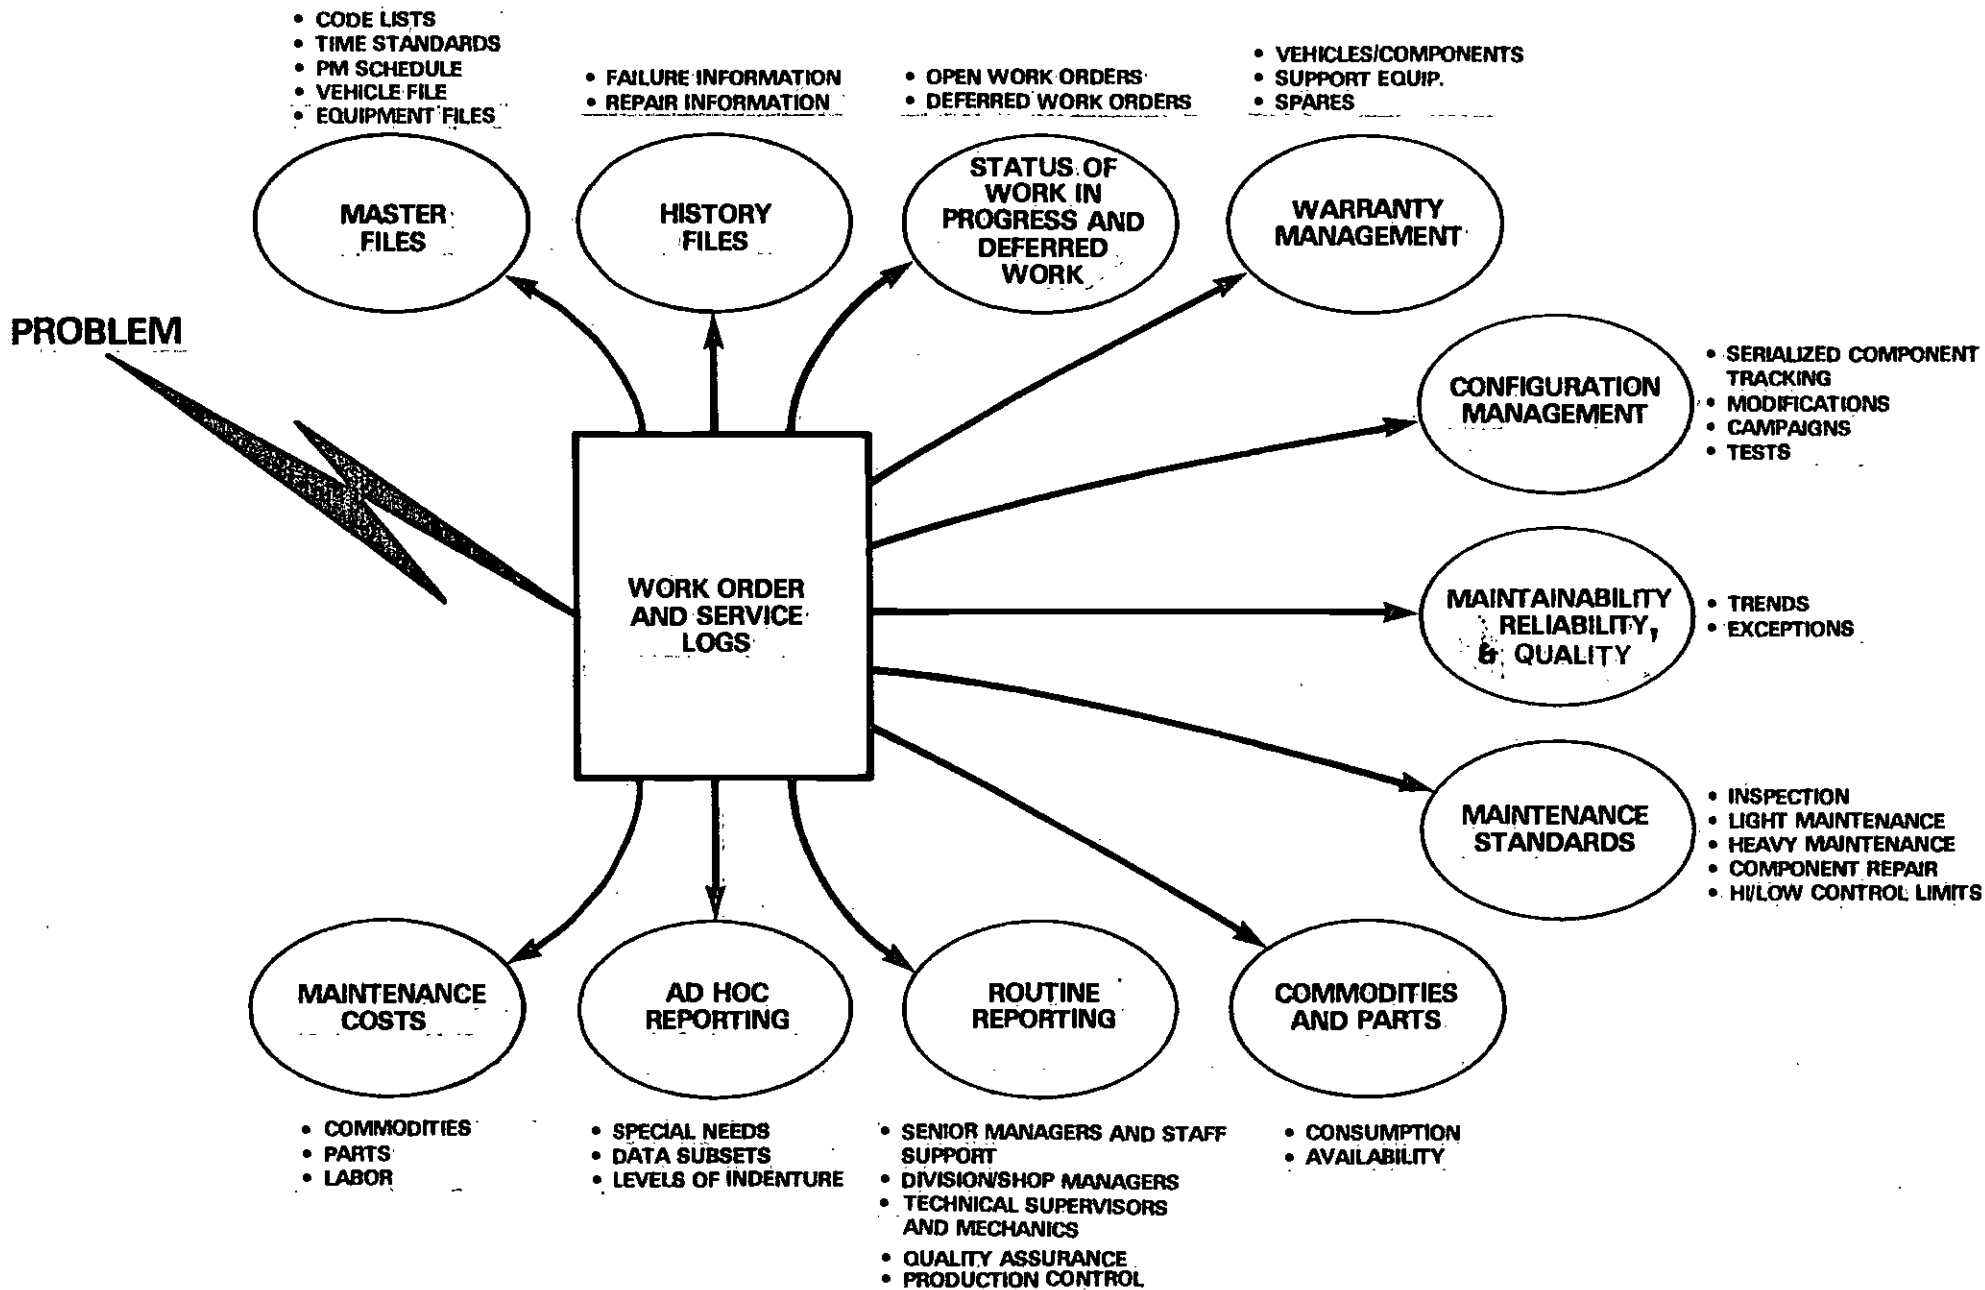 • CODE LISTS
• TIME STANDARDS
• PM SCHEDULE
• VEHICLE FILE
• EQUIPMENT FILES
• FAILURE INFORMATION
• REPAIR INFORMATION
• OPEN WORK ORDERS
• DEFERRED WORK ORDERS
• VEHICLES/COMPONENTS
• SUPPORT EQUIP.
• SPARES
MASTER
FILES
HISTORY
FILES
STATUS OF
WORK IN
PROGRESS AND
DEFERRED
WORK
WARRANTY
MANAGEMENT
PROBLEM
CONFIGURATION
MANAGEMENT
• SERIALIZED COMPONENT
TRACKING
• MODIFICATIONS
• CAMPAIGNS
• TESTS
WORK ORDER
AND SERVICE
LOGS
MAINTAINABILITY
RELIABILITY,
& QUALITY
• TRENDS
• EXCEPTIONS
MAINTENANCE
STANDARDS
• INSPECTION
• LIGHT MAINTENANCE
• HEAVY MAINTENANCE
• COMPONENT REPAIR
• HI/LOW CONTROL LIMITS
MAINTENANCE
COSTS
AD HOC
REPORTING
ROUTINE
REPORTING
COMMODITIES
AND PARTS
• COMMODITIES
• PARTS
• LABOR
• SPECIAL NEEDS
• DATA SUBSETS
• LEVELS OF INDENTURE
• SENIOR MANAGERS AND STAFF
SUPPORT
• DIVISION/SHOP MANAGERS
• TECHNICAL SUPERVISORS
AND MECHANICS
• QUALITY ASSURANCE
• PRODUCTION CONTROL
• CONSUMPTION
• AVAILABILITY